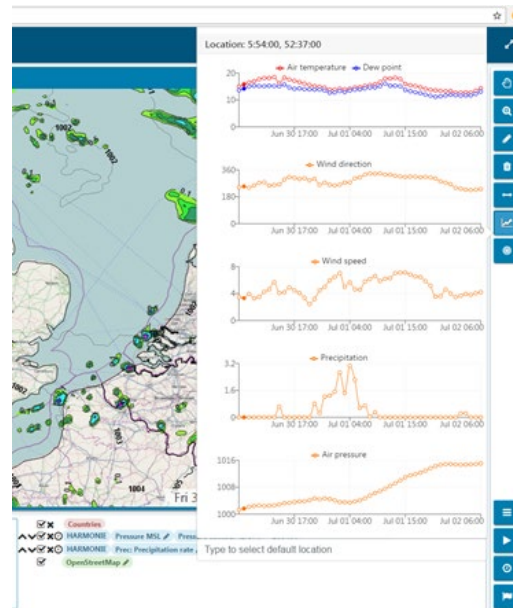 Location: 5:54:00, 52:37:00
Air temperature Dew point
20
10
0
Jun 30 17:00 Jul 01 04:00 Jul 01 15:00 Jul 02 06:00
Wind direction
360
180
0
Jun 30 17:00 Jul 01 04:00 Jul 01 15:00 Jul 02 06:00
Wind speed
8
4
0
Jun 30 17:00 Jul 01 04:00 Jul 01 15:00 Jul 02 06:00
Precipitation
3.2
1.6
0
Jun 30 17:00 Jul 01 04:00 Jul 01 15:00 Jul 02 06:00
Air pressure
1016
1008
1000
Jun 30 17:00 Jul 01 04:00 Jul 01 15:00 Jul 02 06:00
Type to select default location
1002
1002
1002
1003
1004
Fri 3
Countries
HARMONIE Pressure MSL
HARMONIE Prec: Precipitation rate
OpenStreetMap